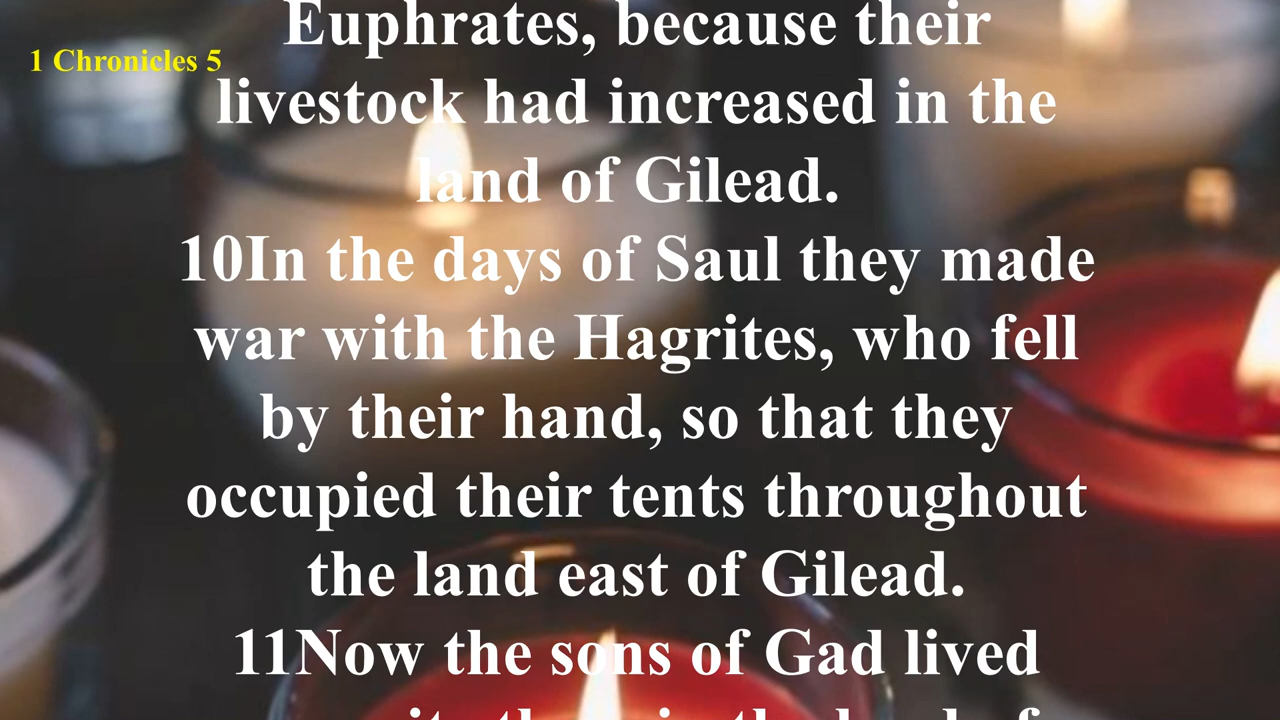 1 Chronicles 5
Euphrates, because their
livestock had increased in the
land of Gilead.
10In the days of Saul they made
war with the Hagrites, who fell
by their hand, so that they
occupied their tents throughout
the land east of Gilead.
11Now the sons of Gad lived